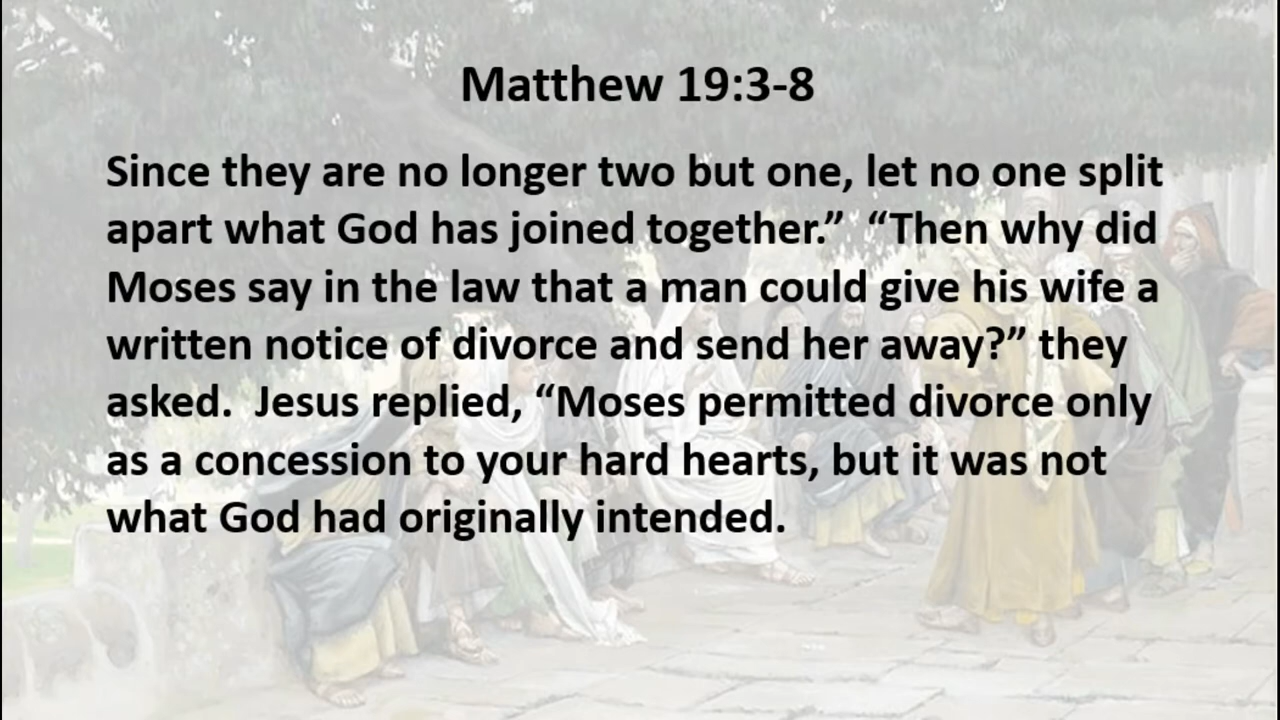 Matthew 19:3-8
Since they are no longer two but one, let no one split
apart what God has joined together.”  “Then why did
Moses say in the law that a man could give his wife a
written notice of divorce and send her away?” they
asked.  Jesus replied, “Moses permitted divorce only
as a concession to your hard hearts, but it was not
what God had originally intended.